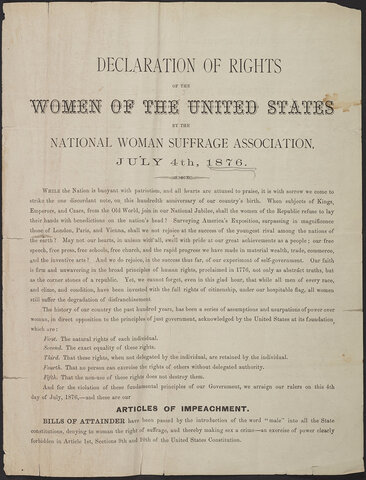 DECLARATION OF RIGHTS
OF THE
WOMEN OF THE UNITED STATES
BY THE
NATIONAL WOMAN SUFFRAGE ASSOCIATION,
JULY 4th, 1876.
WHILE the Nation is buoyant with patriotism, and all hearts are attuned to praise, it is with sorrow we come to
strike the one discordant note, on this hundredth anniversary of our country's birth. When subjects of Kings,
Emperors, and Czars, from the Old World, join in our National Jubilee, shall the women of the Republic refuse to lay
their hands with benedictions on the nation's head? Surveying America's Exposition, surpassing in magnificence
those of London, Paris, and Vienna, shall we not rejoice at the success of the youngest rival among the nations of
the earth? May not our hearts, in unison with all, swell with pride at our great achievements as a people; our free
speech, free press, free schools, free church, and the rapid progress we have made in material wealth, trade, commerce,
and the inventive arts? And we do rejoice, in the success thus far, of our experiment of self-government. Our faith
is firm and unwavering in the broad principles of human rights, proclaimed in 1776, not only as abstract truths, but
as the corner stones of a republic. Yet, we cannot forget, even in this glad hour, that while all men of every race,
and clime, and condition, have been invested with the full rights of citizenship, under our hospitable flag, all women
still suffer the degradation of disfranchisement.
The history of our country the past hundred years, has been a series of assumptions and usurpations of power over
woman, in direct opposition to the principles of just government, acknowledged by the United States at its foundation,
which are:
First. The natural rights of each individual.
Second. The exact equality of these rights.
Third. That these rights, when not delegated by the individual, are retained by the individual.
Fourth. That no person can exercise the rights of others without delegated authority.
Fifth. That the non-use of these rights does not destroy them.
And for the violation of these fundamental principles of our Government, we arraign our rulers on this 4th
day of July, 1876,—and these are our
ARTICLES OF IMPEACHMENT.
BILLS OF ATTAINDER have been passed by the introduction of the word "male" into all the State
constitutions, denying to woman the right of suffrage, and thereby making sex a crime—an exercise of power clearly
forbidden in Article 1st, Sections 9th and 10th of the United States Constitution.